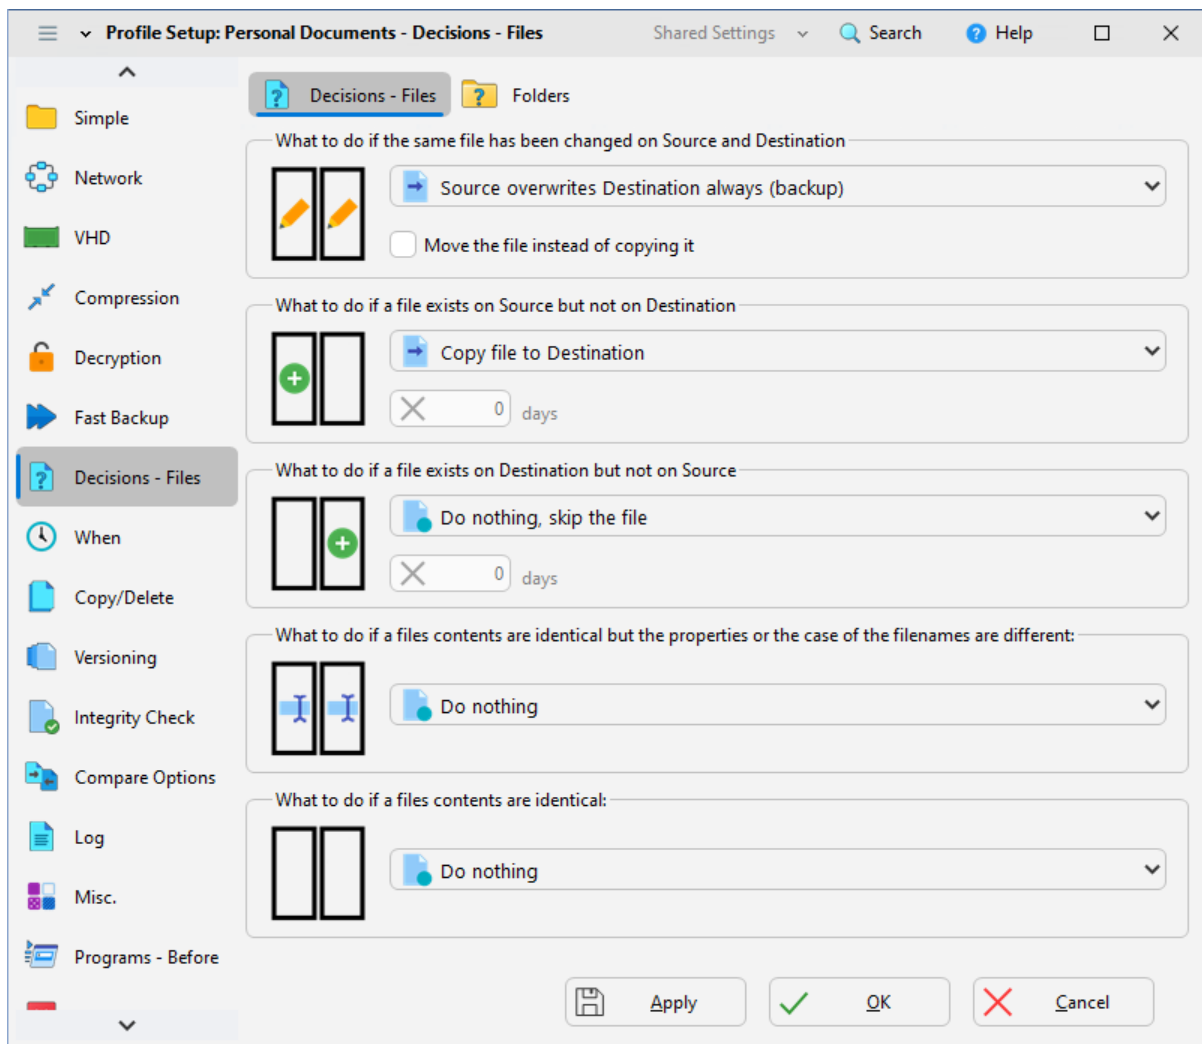 Profile Setup: Personal Documents - Decisions - Files
Shared Settings
Search
Help
Simple
Network
VHD
Compression
Decryption
Fast Backup
Decisions - Files
When
Copy/Delete
Versioning
Integrity Check
Compare Options
Log
Misc.
Programs - Before
Decisions - Files
Folders
What to do if the same file has been changed on Source and Destination
Source overwrites Destination always (backup)
Move the file instead of copying it
What to do if a file exists on Source but not on Destination
Copy file to Destination
0 days
What to do if a file exists on Destination but not on Source
Do nothing, skip the file
0 days
What to do if a files contents are identical but the properties or the case of the filenames are different:
Do nothing
What to do if a files contents are identical:
Do nothing
Apply
OK
Cancel